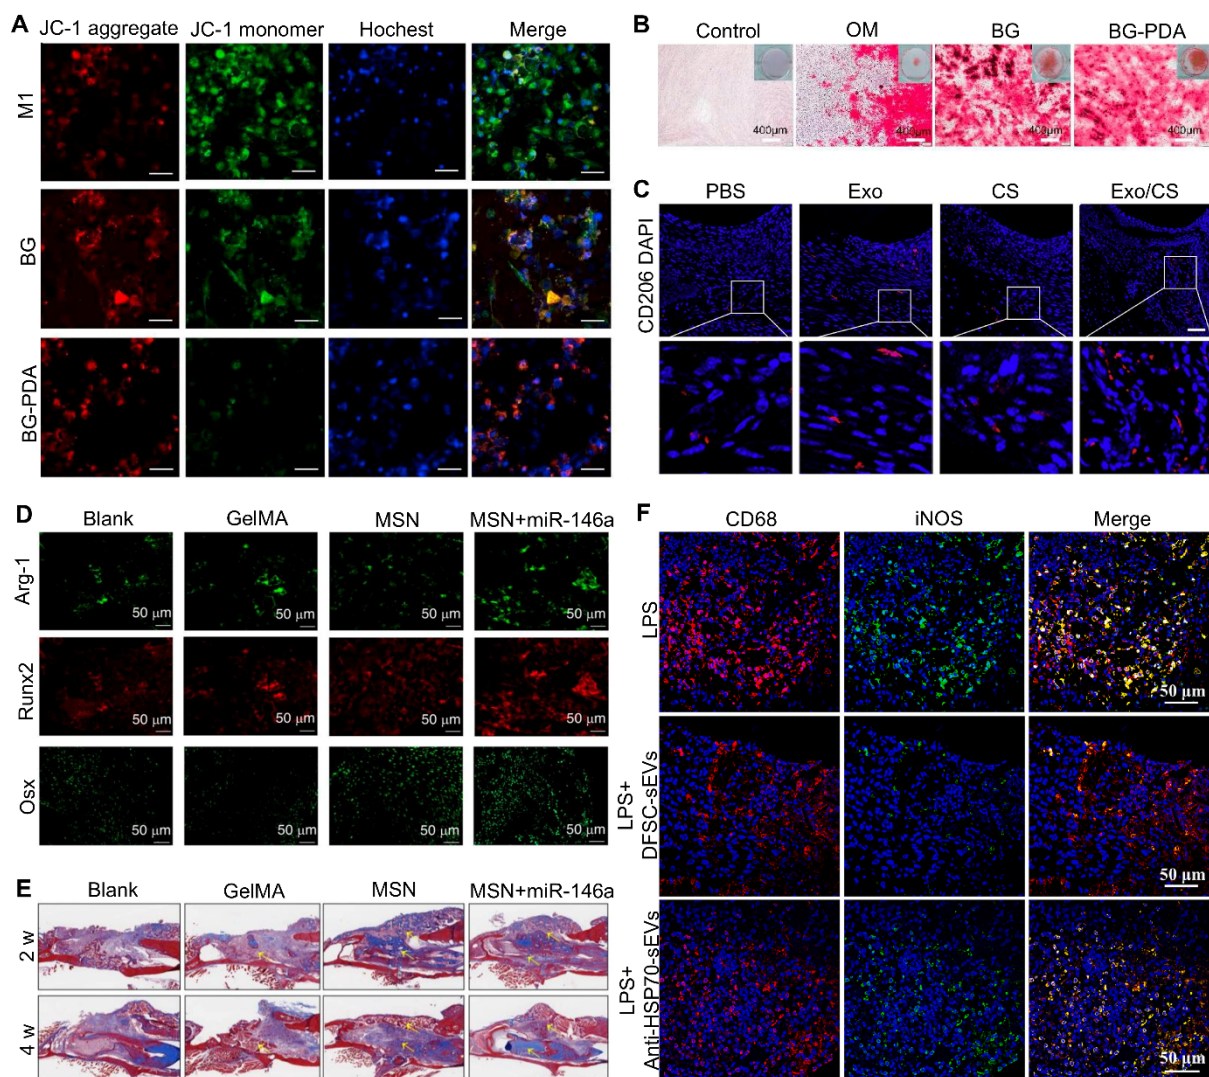 A
JC-1 aggregate JC-1 monomer Hochest Merge
M1
BG
BG-PDA
B
Control OM BG BG-PDA
400μm 400μm 400μm 400μm
C
PBS Exo CS Exo/CS
CD206 DAPI
D
Blank GelMA MSN MSN+miR-146a
Arg-1
50 μm 50 μm 50 μm 50 μm
Runx2
50 μm 50 μm 50 μm 50 μm
Osx
50 μm 50 μm 50 μm 50 μm
E
Blank GelMA MSN MSN+miR-146a
2 w
4 w
F
CD68 iNOS Merge
LPS
50 μm
LPS+
DFSC-sEVs
50 μm
LPS+
Anti-HSP70-sEVs
50 μm